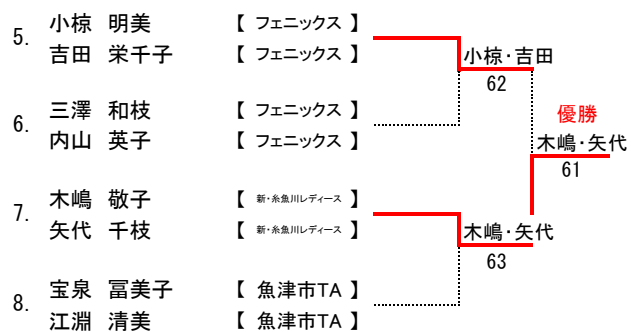 5. 小椋 明美 【 フェニックス 】
吉田 栄千子 【 フェニックス 】
小椋・吉田
62
6. 三澤 和枝 【 フェニックス 】
内山 英子 【 フェニックス 】
優勝
木嶋・矢代
61
7. 木嶋 敬子 【 新・糸魚川レディース 】
矢代 千枝 【 新・糸魚川レディース 】
木嶋・矢代
63
8. 宝泉 冨美子 【 魚津市TA 】
江淵 清美 【 魚津市TA 】